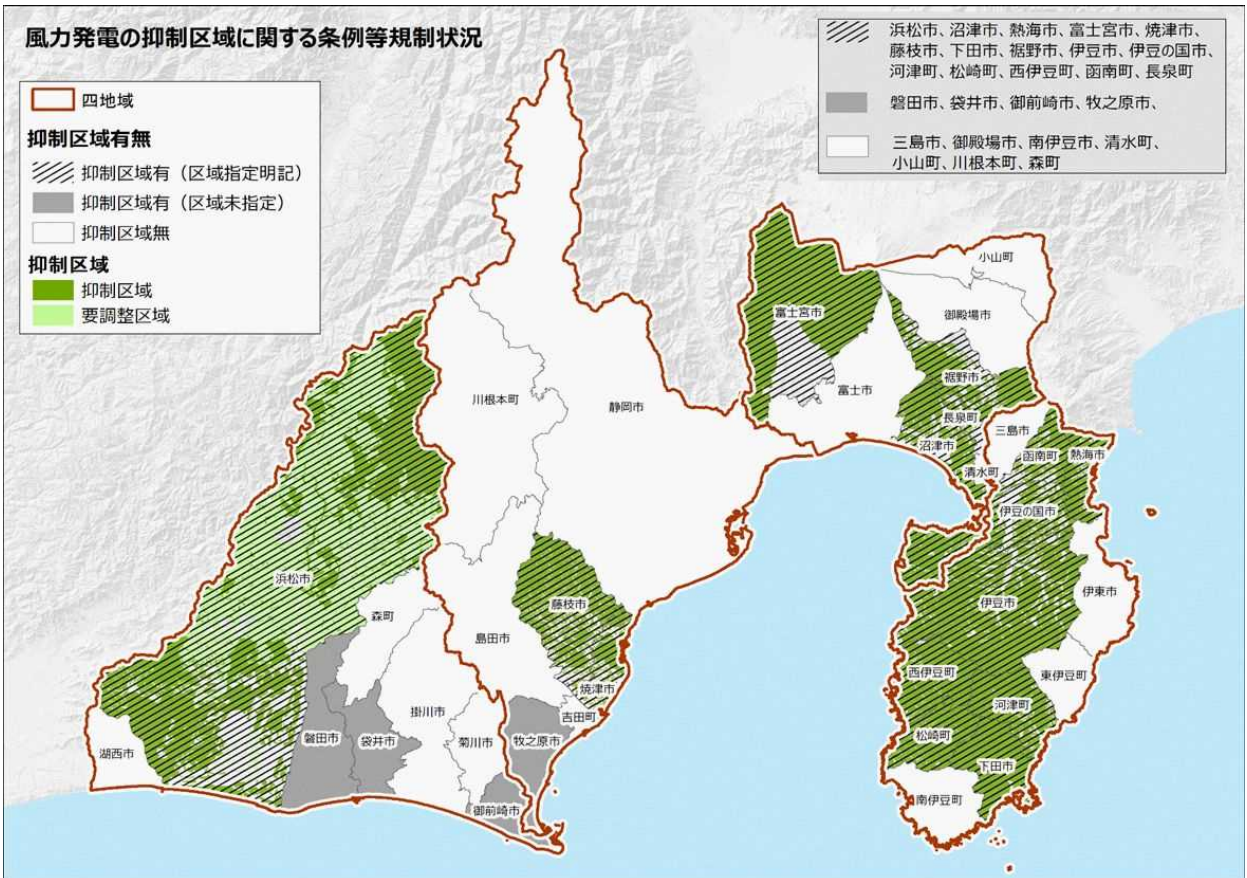 風力発電の抑制区域に関する条例等規制状況
四地域
抑制区域有無
抑制区域有（区域指定明記）
抑制区域有（区域未指定）
抑制区域無
抑制区域
抑制区域
要調整区域
浜松市、沼津市、熱海市、富士宮市、焼津市、
藤枝市、下田市、裾野市、伊豆市、伊豆の国市、
河津町、松崎町、西伊豆町、函南町、長泉町
磐田市、袋井市、御前崎市、牧之原市、
三島市、御殿場市、南伊豆市、清水町、
小山町、川根本町、森町
小山町
富士宮市
御殿場市
裾野市
富士市
川根本町
静岡市
長泉町
三島市
沼津市
函南町
熱海市
清水町
伊豆の国市
浜松市
藤枝市
伊豆市
伊東市
森町
島田市
西伊豆町
東伊豆町
焼津市
河津町
吉田町
掛川市
湖西市
磐田市
袋井市
菊川市
牧之原市
松崎町
下田市
南伊豆町
御前崎市